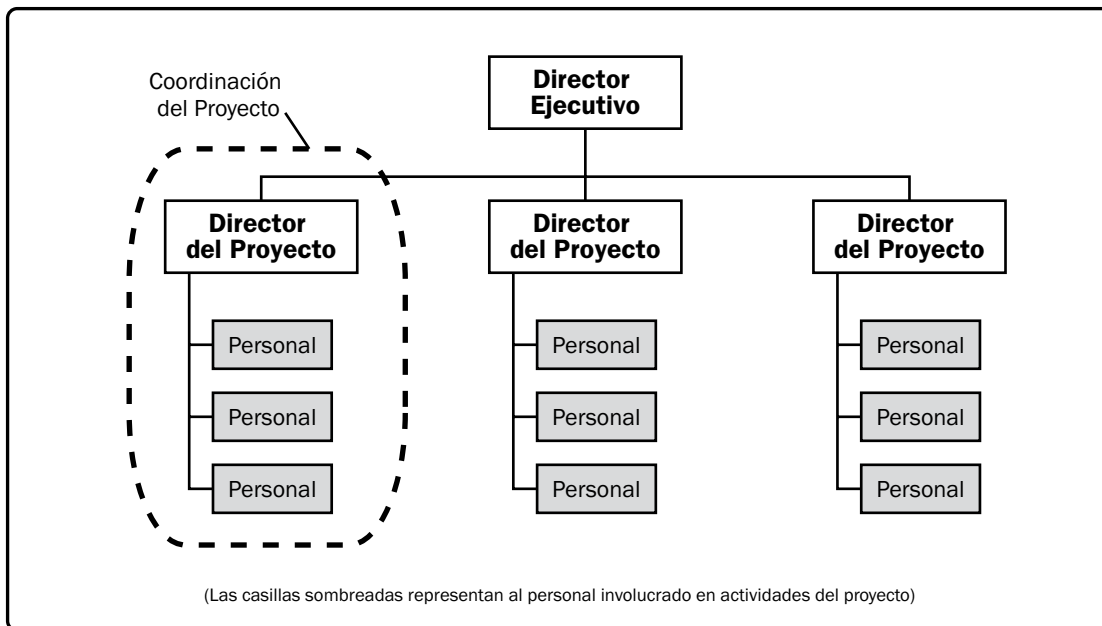 Coordinación
del Proyecto
Director
Ejecutivo
Director
del Proyecto
Director
del Proyecto
Director
del Proyecto
Personal
Personal
Personal
Personal
Personal
Personal
Personal
Personal
Personal
(Las casillas sombreadas representan al personal involucrado en actividades del proyecto)